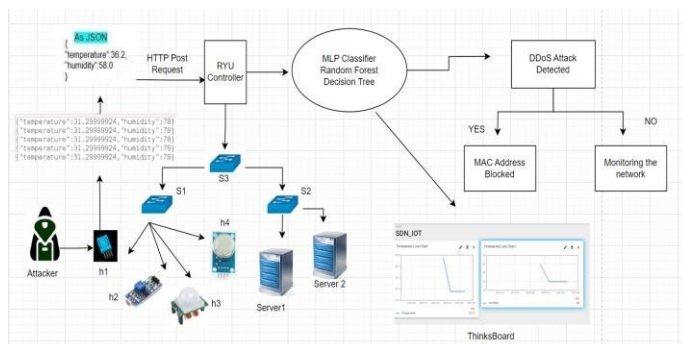 As JSON
{
"temperature":36.2,
"humidity":58.0
}
HTTP Post
Request
RYU
Controller
MLP Classifier
Random Forest
Decision Tree
DDoS Attack
Detected
YES
NO
MAC Address
Blocked
Monitoring the
network
{"temperature":31.29999924,"humidity":78}
{"temperature":31.29999924,"humidity":78}
{"temperature":31.29999924,"humidity":78}
{"temperature":31.29999924,"humidity":78}
{"temperature":31.29999924,"humidity":78}
S3
S1
S2
h4
Attacker
h1
h2
h3
Server1
Server 2
SDN_IOT
ThinksBoard